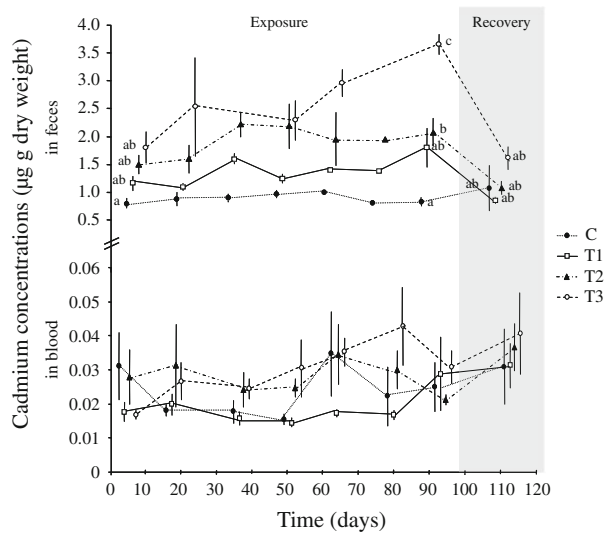 Exposure
Recovery
Cadmium concentrations (µg g dry weight)
in feces
in blood
4.0
3.5
3.0
2.5
2.0
1.5
1.0
0.5
0.06
0.05
0.04
0.03
0.02
0.01
0
ab
ab
ab
a
c
b
ab
a
ab
ab
ab
ab
C
T1
T2
T3
0 10 20 30 40 50 60 70 80 90 100 110 120
Time (days)